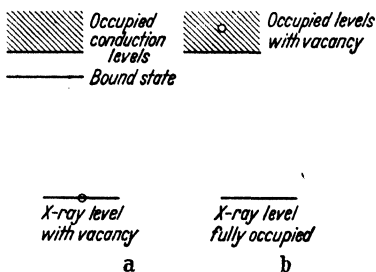 Occupied
conduction
levels
Bound state
Occupied levels
with vacancy
X-ray level
with vacancy
X-ray level
fully occupied
a
b